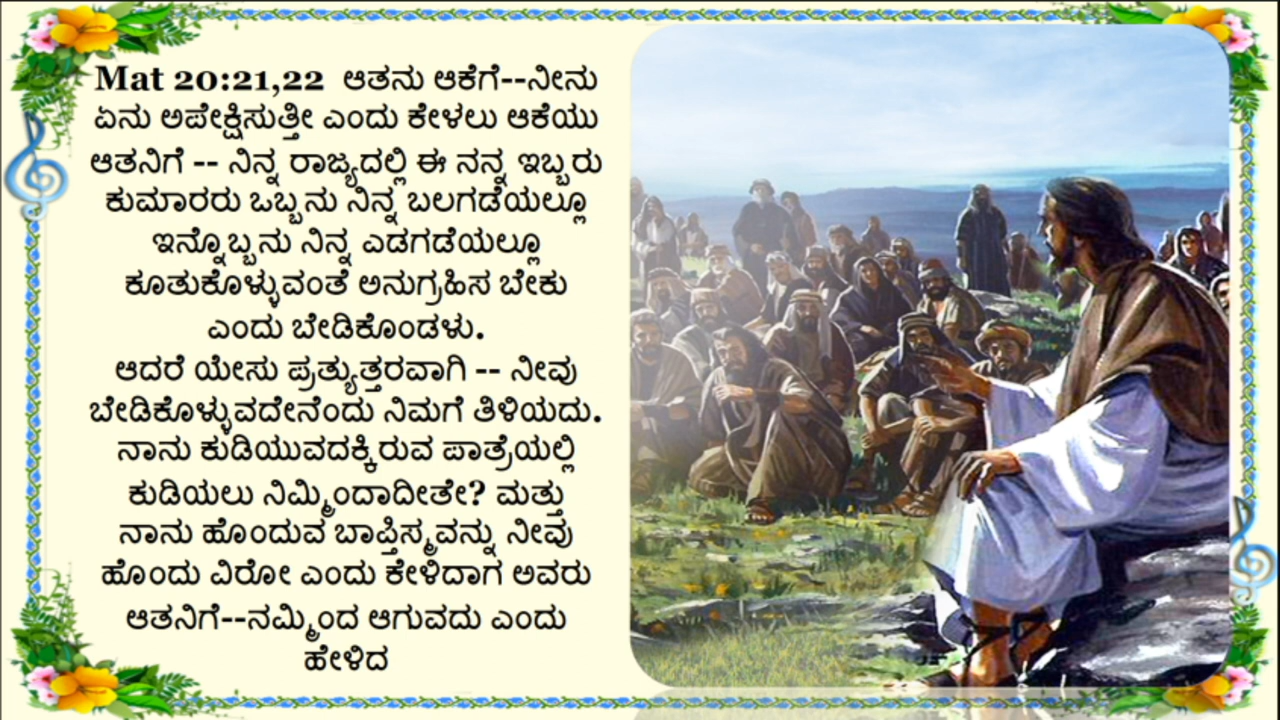 Mat 20:21,22 ಆತನು ಆಕೆಗೆ--ನೀನು
ಏನು ಅಪೇಕ್ಷಿಸುತ್ತೀ ಎಂದು ಕೇಳಲು ಆಕೆಯು
ಆತನಿಗೆ -- ನಿನ್ನ ರಾಜ್ಯದಲ್ಲಿ ಈ ನನ್ನ ಇಬ್ಬರು
ಕುಮಾರರು ಒಬ್ಬನು ನಿನ್ನ ಬಲಗಡೆಯಲ್ಲೂ
ಇನ್ನೊಬ್ಬನು ನಿನ್ನ ಎಡಗಡೆಯಲ್ಲೂ
ಕೂತುಕೊಳ್ಳುವಂತೆ ಅನುಗ್ರಹಿಸ ಬೇಕು
ಎಂದು ಬೇಡಿಕೊಂಡಳು.
ಆದರೆ ಯೇಸು ಪ್ರತ್ಯುತ್ತರವಾಗಿ -- ನೀವು
ಬೇಡಿಕೊಳ್ಳುವದೇನೆಂದು ನಿಮಗೆ ತಿಳಿಯದು.
ನಾನು ಕುಡಿಯುವದಕ್ಕಿರುವ ಪಾತ್ರೆಯಲ್ಲಿ
ಕುಡಿಯಲು ನಿಮ್ಮಿಂದಾದೀತೇ? ಮತ್ತು
ನಾನು ಹೊಂದುವ ಬಾಪ್ತಿಸ್ಮವನ್ನು ನೀವು
ಹೊಂದು ವಿರೋ ಎಂದು ಕೇಳಿದಾಗ ಅವರು
ಆತನಿಗೆ--ನಮ್ಮಿಂದ ಆಗುವದು ಎಂದು
ಹೇಳಿದ